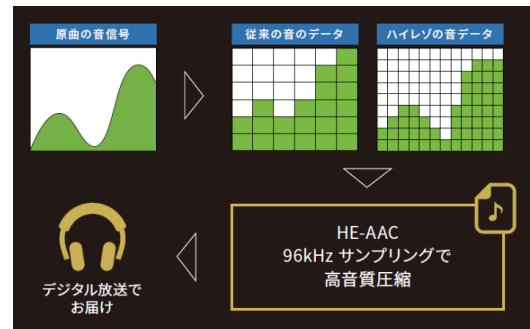 原曲の音信号
従来の音のデータ
ハイレゾの音データ
HE-AAC
96kHz サンプリングで
高音質圧縮
デジタル放送で
お届け